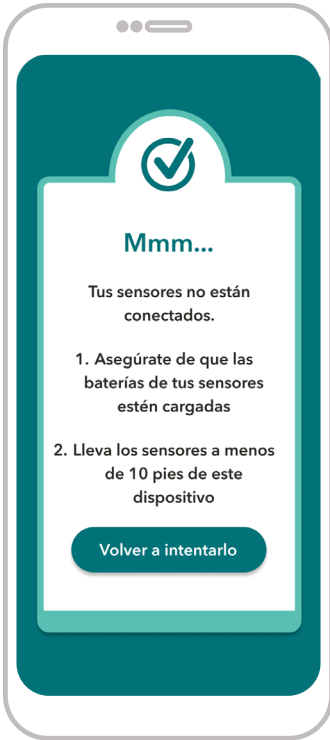 Mmm...
Tus sensores no están
conectados.
1. Asegúrate de que las
baterías de tus sensores
estén cargadas
2. Lleva los sensores a menos
de 10 pies de este
dispositivo
Volver a intentarlo